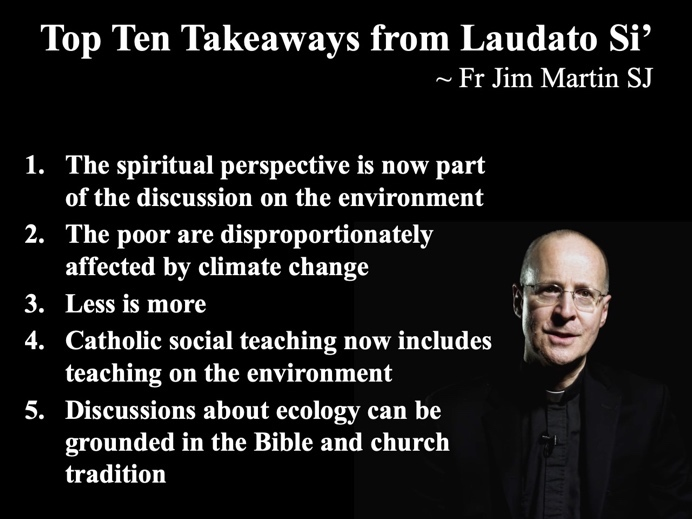 Top Ten Takeaways from Laudato Si’
~ Fr Jim Martin SJ
1. The spiritual perspective is now part
of the discussion on the environment
2. The poor are disproportionately
affected by climate change
3. Less is more
4. Catholic social teaching now includes
teaching on the environment
5. Discussions about ecology can be
grounded in the Bible and church
tradition